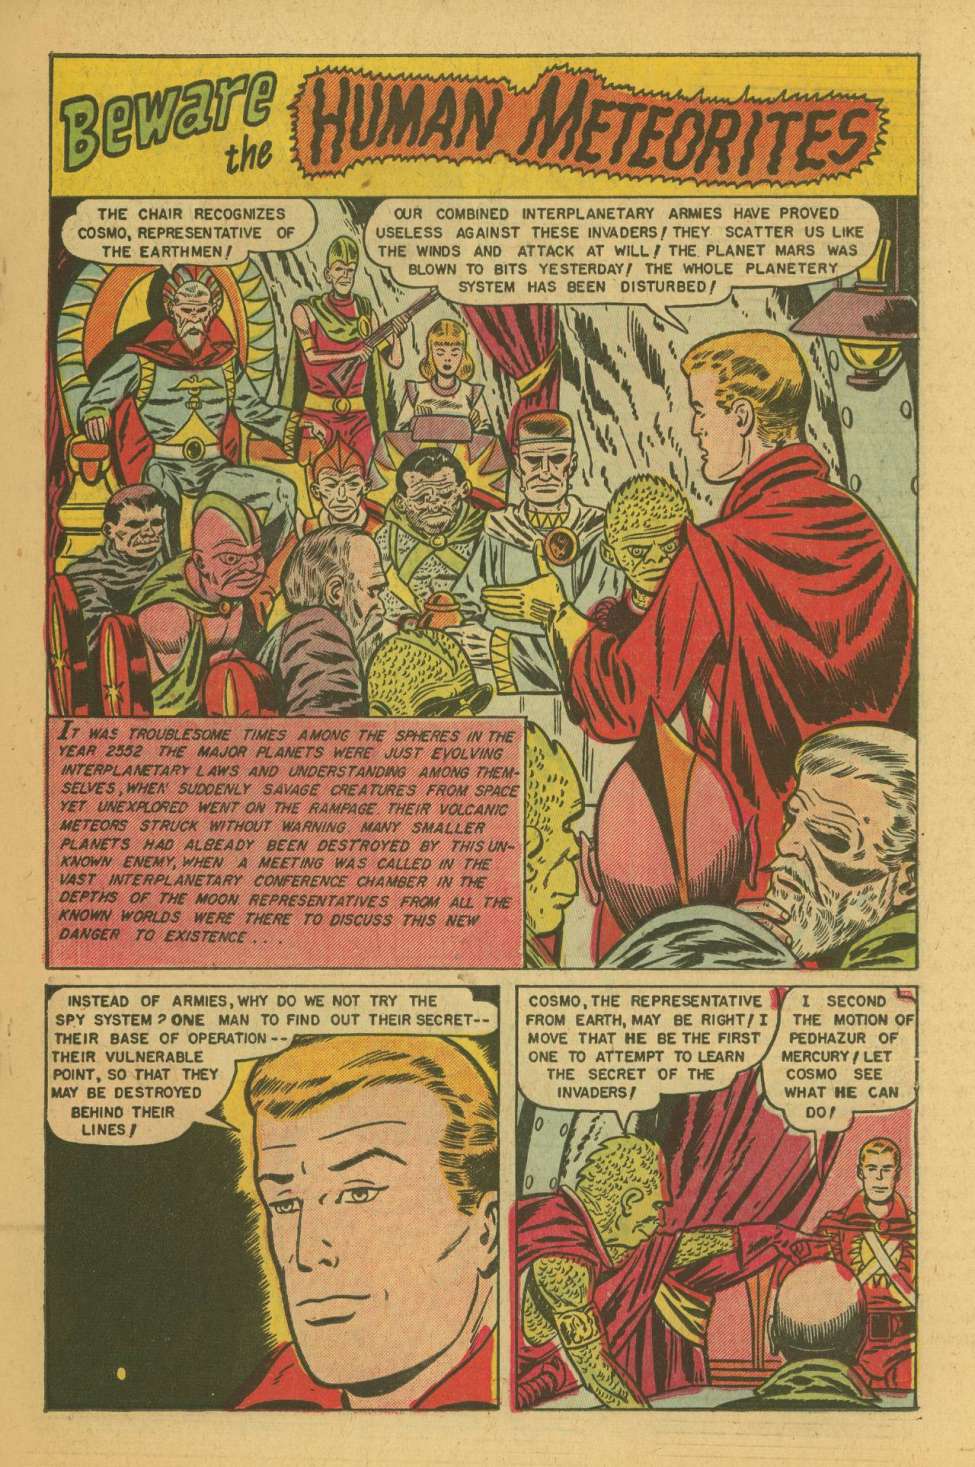 Beware
the
HUMAN METEORITES
THE CHAIR RECOGNIZES
COSMO, REPRESENTATIVE OF
THE EARTHMEN!
OUR COMBINED INTERPLANETARY ARMIES HAVE PROVED
USELESS AGAINST THESE INVADERS! THEY SCATTER US LIKE
THE WINDS AND ATTACK AT WILL! THE PLANET MARS WAS
BLOWN TO BITS YESTERDAY! THE WHOLE PLANETERY
SYSTEM HAS BEEN DISTURBED!
IT WAS TROUBLESOME TIMES AMONG THE SPHERES IN THE
YEAR 2552 THE MAJOR PLANETS WERE JUST EVOLVING
INTERPLANETARY LAWS AND UNDERSTANDING AMONG THEM-
SELVES, WHEN SUDDENLY SAVAGE CREATURES FROM SPACE
YET UNEXPLORED WENT ON THE RAMPAGE. THEIR VOLCANIC
METEORS STRUCK WITHOUT WARNING. MANY SMALLER
PLANETS HAD ALBEADY BEEN DESTROYED BY THIS UN-
KNOWN ENEMY, WHEN A MEETING WAS CALLED IN THE
VAST INTERPLANETARY CONFERENCE CHAMBER IN THE
DEPTHS OF THE MOON REPRESENTATIVES FROM ALL THE
KNOWN WORLDS WERE THERE TO DISCUSS THIS NEW
DANGER TO EXISTENCE . . .
INSTEAD OF ARMIES, WHY DO WE NOT TRY THE
SPY SYSTEM? ONE MAN TO FIND OUT THEIR SECRET--
THEIR BASE OF OPERATION--
THEIR VULNERABLE
POINT, SO THAT THEY
MAY BE DESTROYED
BEHIND THEIR
LINES!
COSMO, THE REPRESENTATIVE
FROM EARTH, MAY BE RIGHT! I
MOVE THAT HE BE THE FIRST
ONE TO ATTEMPT TO LEARN
THE SECRET OF THE
INVADERS!
I SECOND
THE MOTION OF
PEDHAZUR OF
MERCURY! LET
COSMO SEE
WHAT HE CAN
DO!